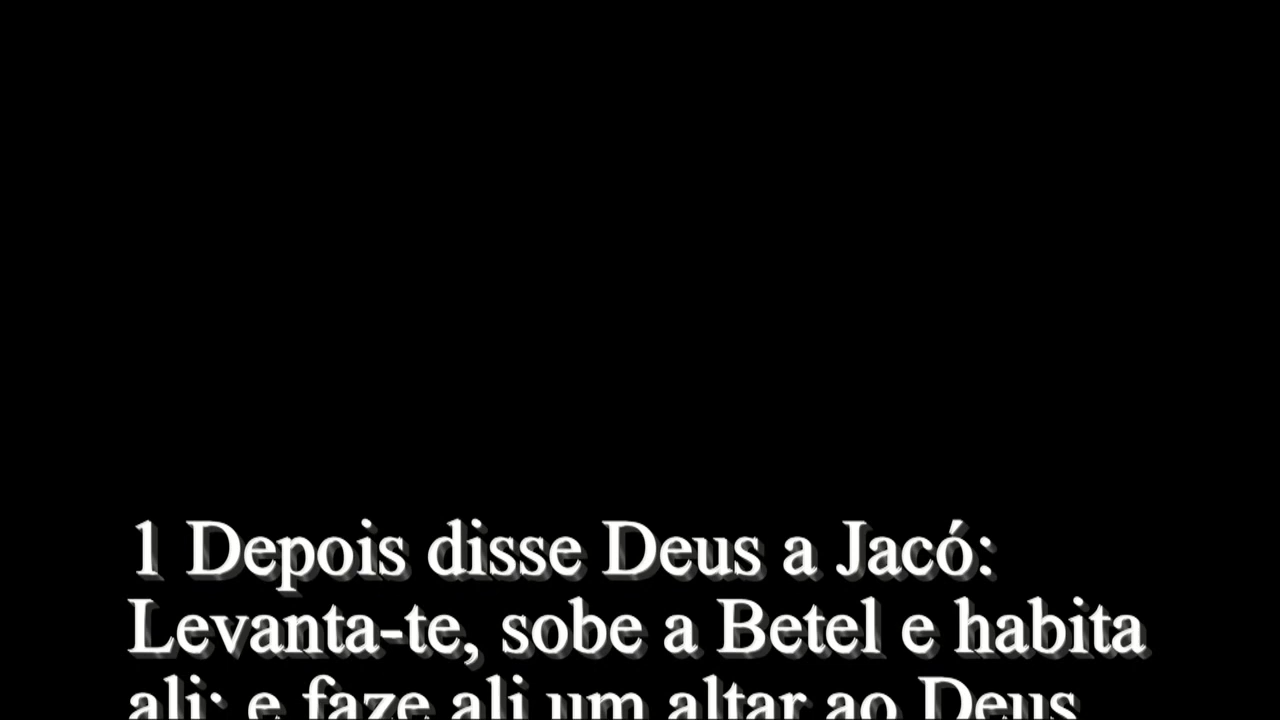 1 Depois disse Deus a Jacó:
Levanta-te, sobe a Betel e habita
ali; e faze ali um altar ao Deus